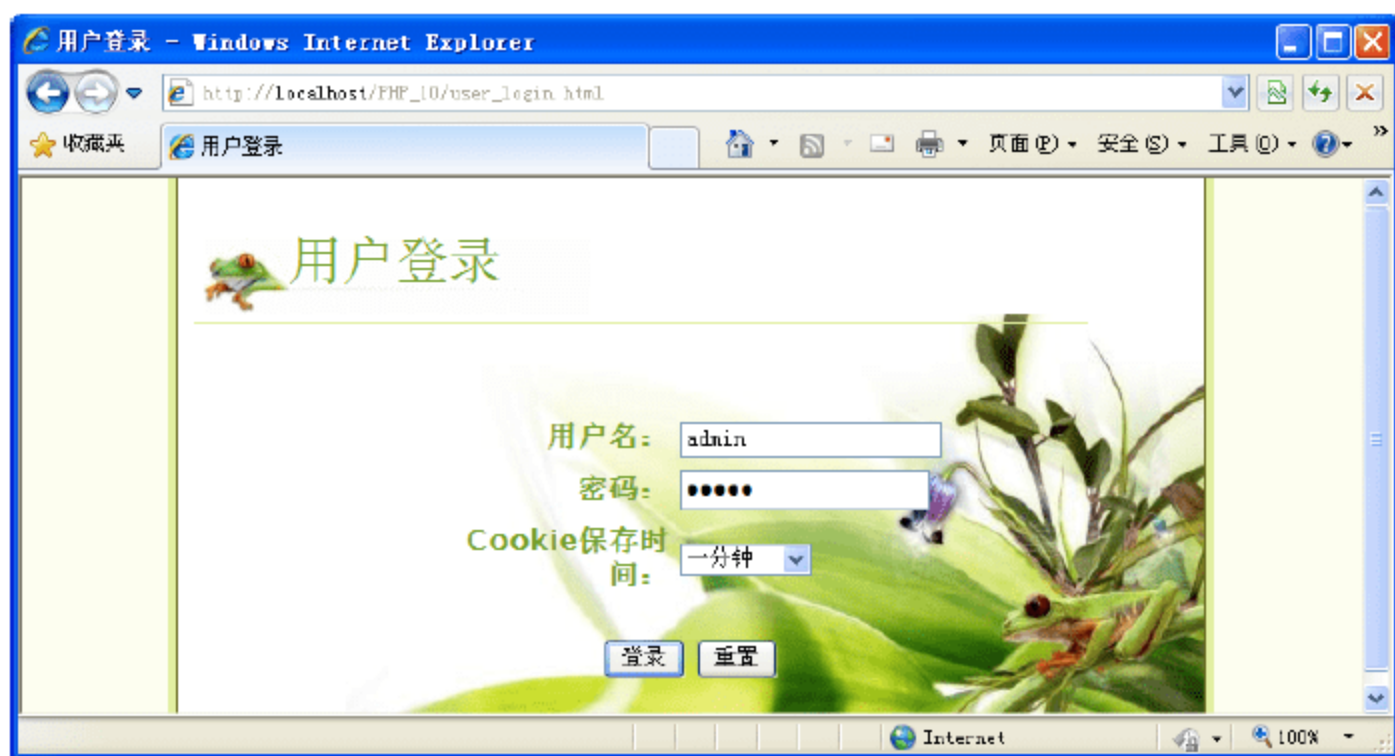 用户登录 - Windows Internet Explorer
http://localhost/PHP_10/user_login.html
收藏夹 用户登录 页面(P) 安全(S) 工具(O) »
用户登录
用户名： admin
密码： •••••
Cookie保存时
间： 一分钟
登录 重置
Internet 100%